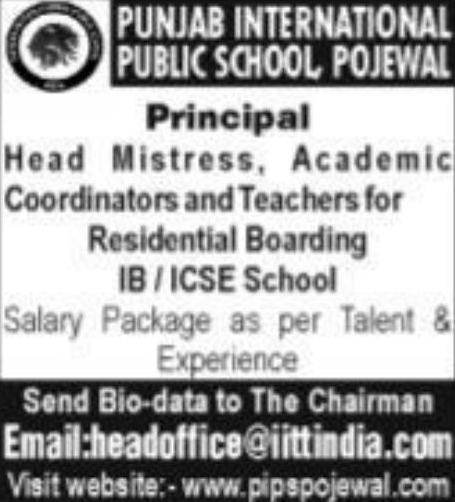 PUNJAB INTERNATIONAL
PUBLIC SCHOOL, POJEWAL
Principal
Head Mistress, Academic
Coordinators and Teachers for
Residential Boarding
IB / ICSE School
Salary Package as per Talent &
Experience
Send Bio-data to The Chairman
Email:headoffice@iittindia.com
Visit website:- www.pipspojewal.com